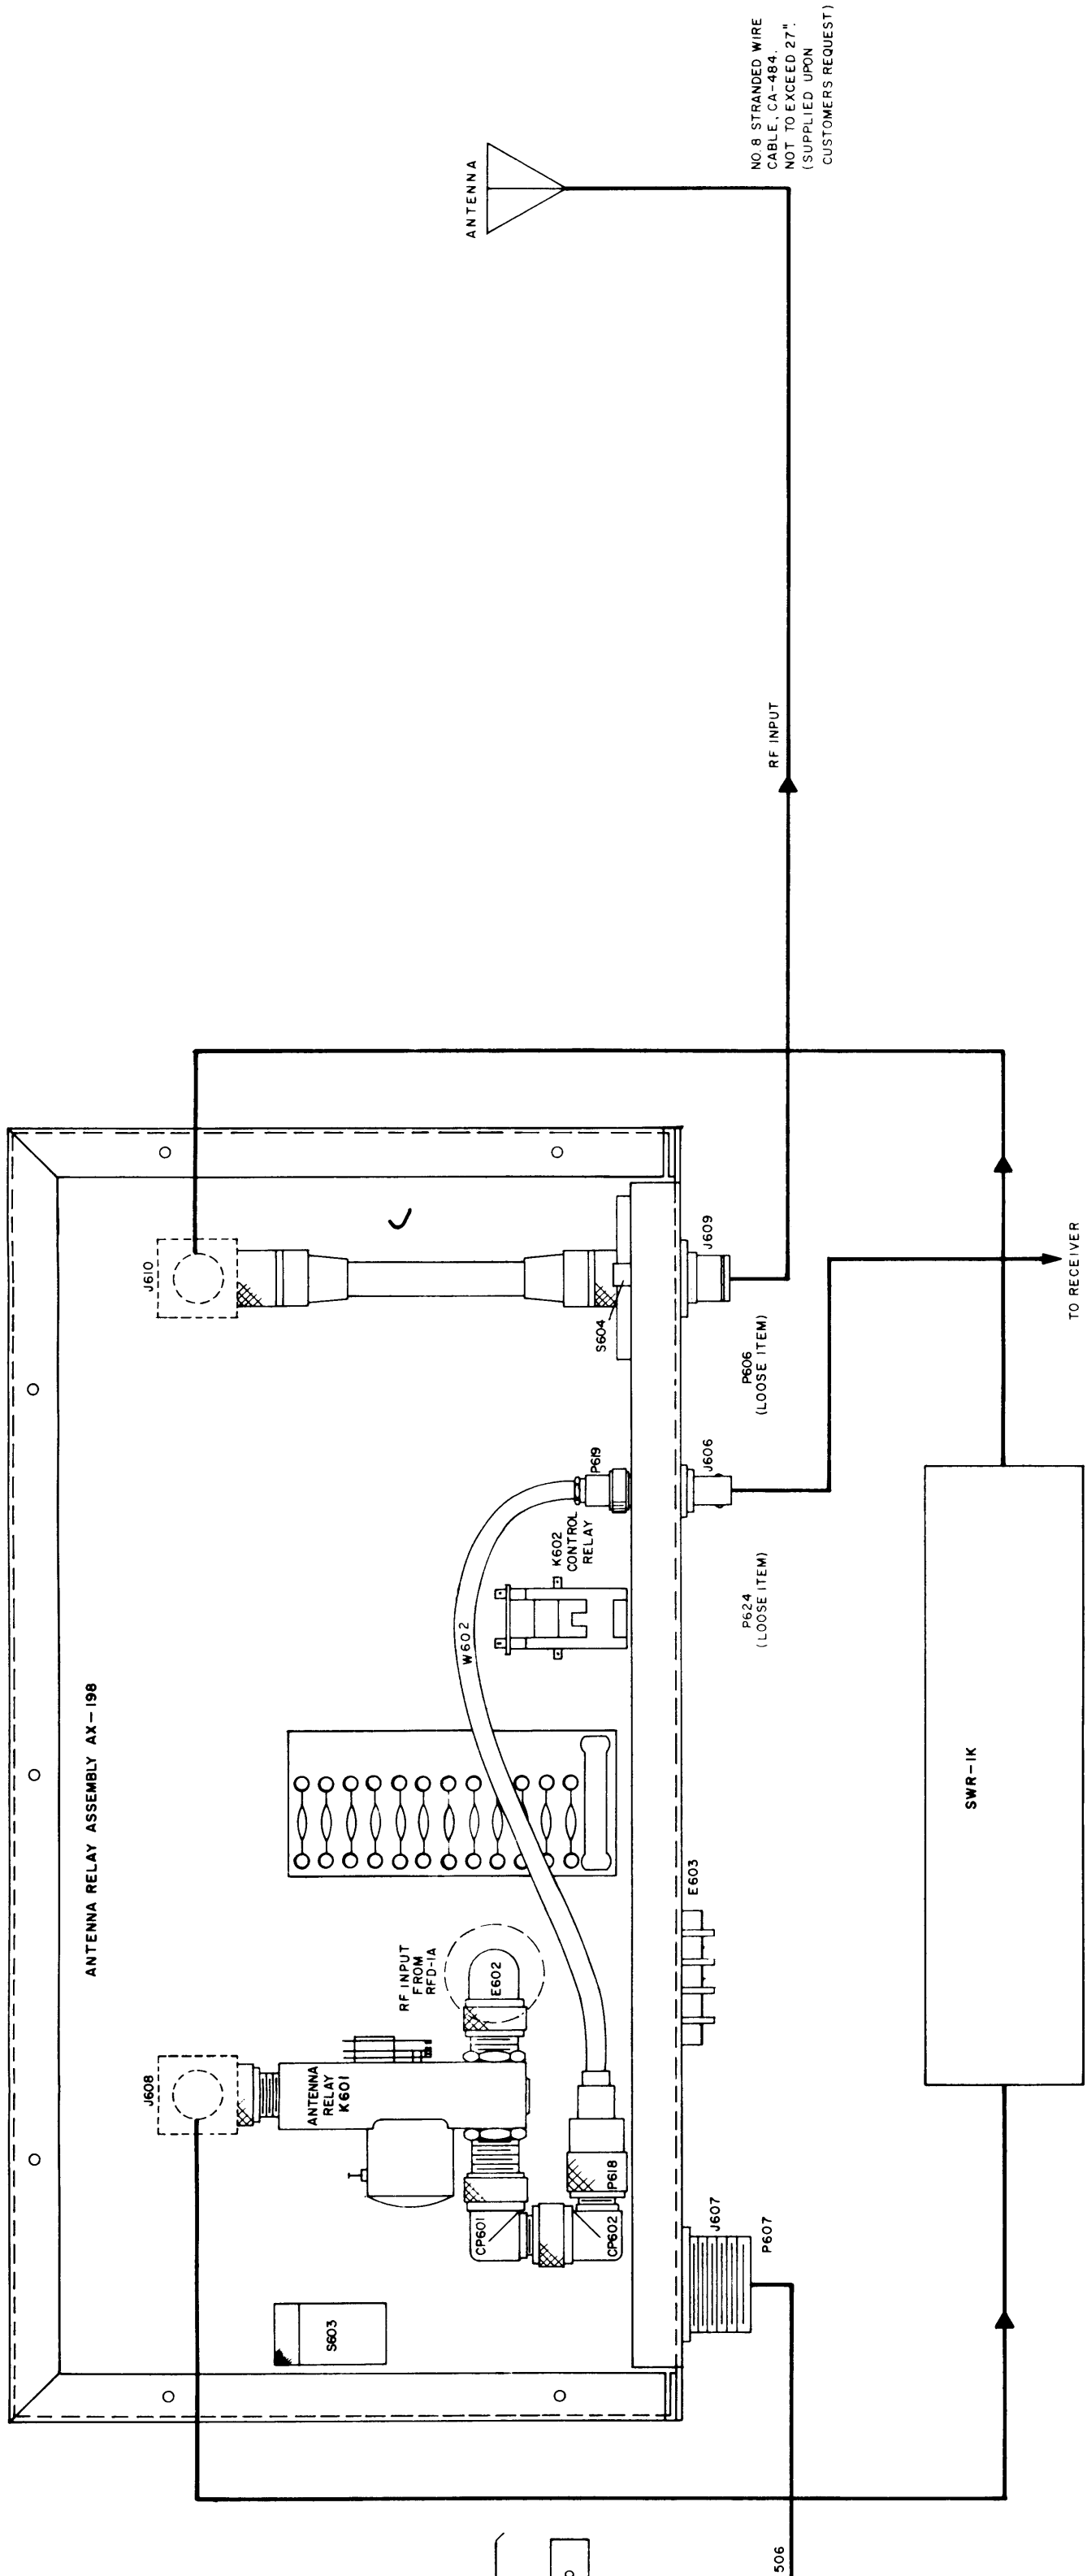 ANTENNA RELAY ASSEMBLY AX-198
J608
J610
S603
ANTENNA
RELAY
K601
RF INPUT
FROM
RFD-1A
E602
CP601
CP602
P618
W602
K602
CONTROL
RELAY
P619
S604
J607
P607
E603
J606
J609
P624
(LOOSE ITEM)
P606
(LOOSE ITEM)
506
SWR-1K
TO RECEIVER
RF INPUT
ANTENNA
NO. 8 STRANDED WIRE
CABLE, CA-484.
NOT TO EXCEED 27".
(SUPPLIED UPON
CUSTOMERS REQUEST)